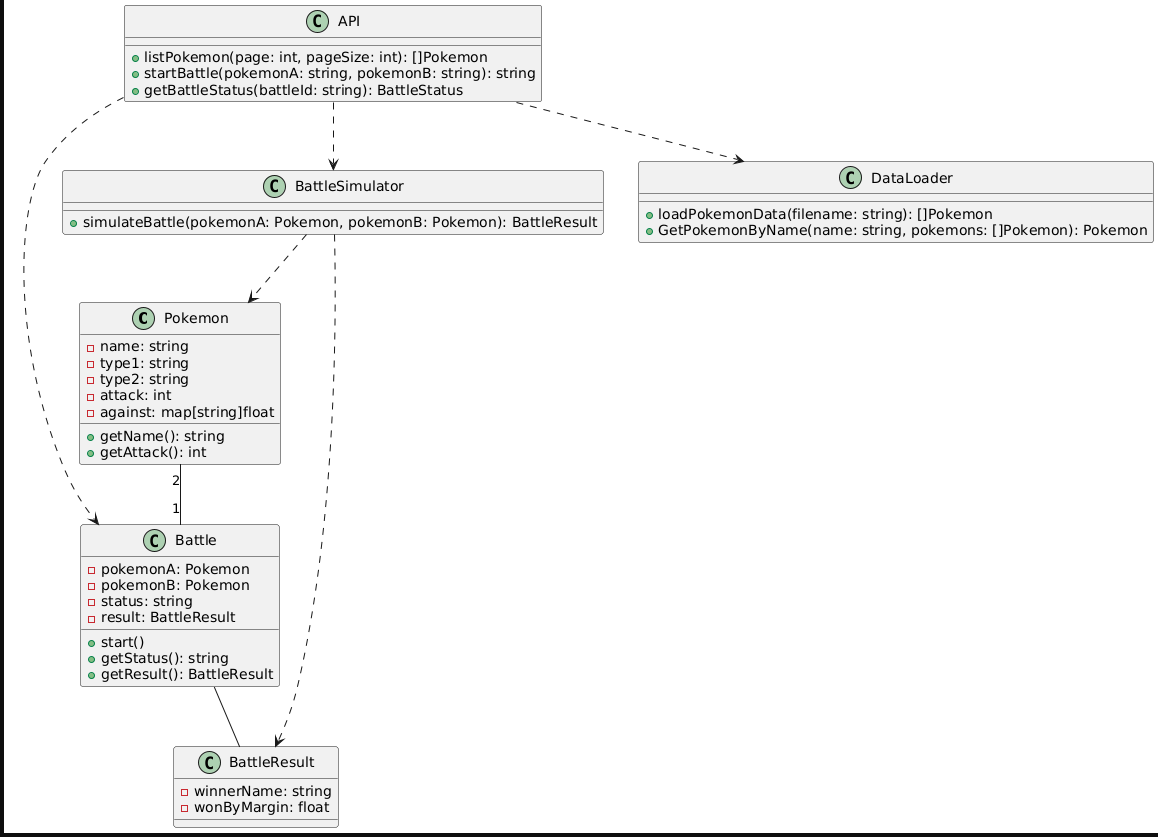 C API
listPokemon(page: int, pageSize: int): []Pokemon
startBattle(pokemonA: string, pokemonB: string): string
getBattleStatus(battleId: string): BattleStatus
C BattleSimulator
simulateBattle(pokemonA: Pokemon, pokemonB: Pokemon): BattleResult
C DataLoader
loadPokemonData(filename: string): []Pokemon
GetPokemonByName(name: string, pokemons: []Pokemon): Pokemon
C Pokemon
name: string
type1: string
type2: string
attack: int
against: map[string]float
getName(): string
getAttack(): int
2
1
C Battle
pokemonA: Pokemon
pokemonB: Pokemon
status: string
result: BattleResult
start()
getStatus(): string
getResult(): BattleResult
C BattleResult
winnerName: string
wonByMargin: float